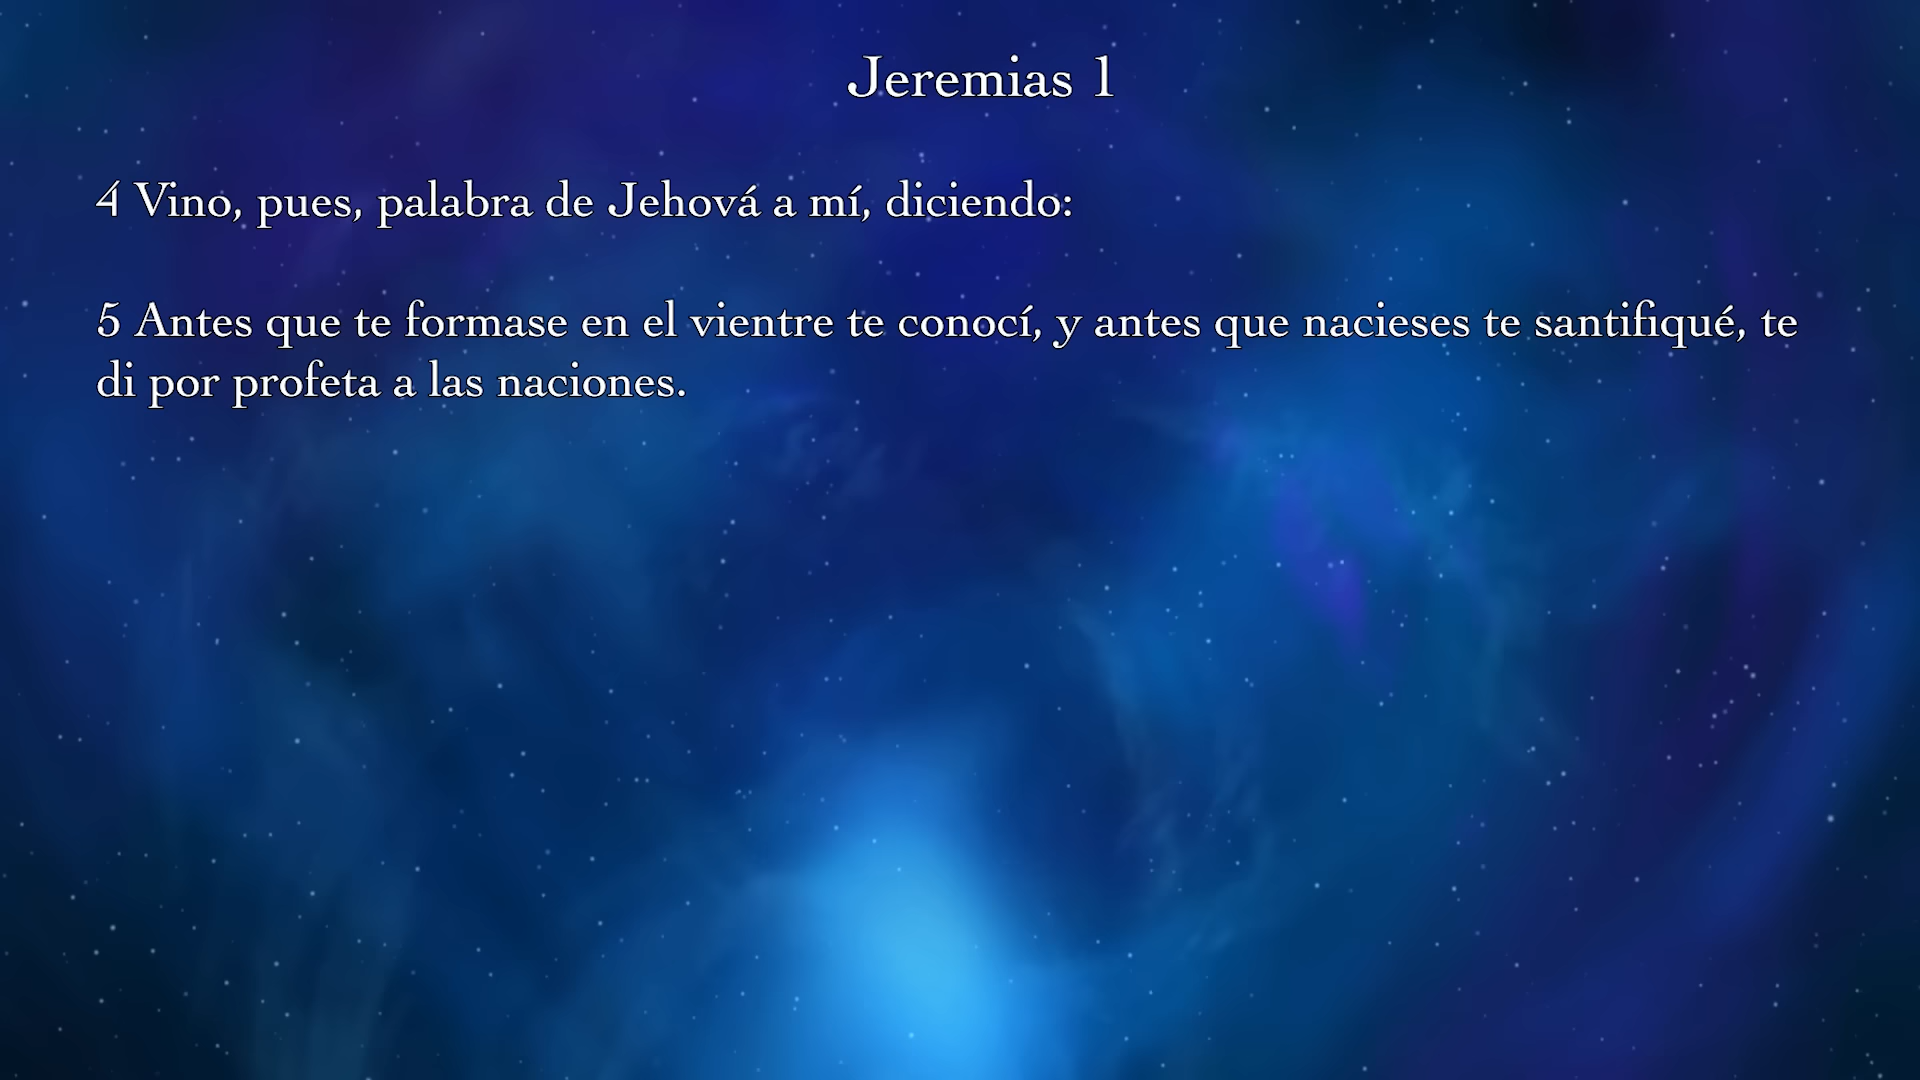 Jeremias 1
4 Vino, pues, palabra de Jehová a mí, diciendo:
5 Antes que te formase en el vientre te conocí, y antes que nacieses te santifiqué, te
di por profeta a las naciones.